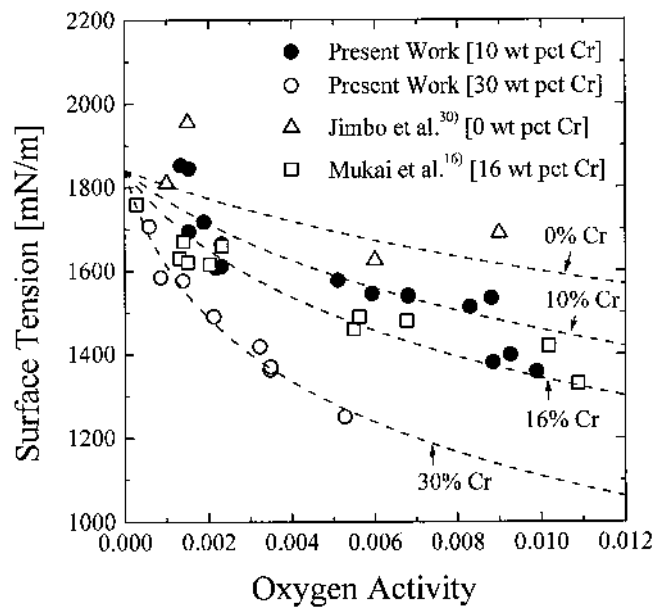 2200
2000
1800
1600
1400
1200
1000
Surface Tension [mN/m]
Present Work [10 wt pct Cr]
Present Work [30 wt pct Cr]
Jimbo et al.³⁰⁾ [0 wt pct Cr]
Mukai et al.¹⁶⁾ [16 wt pct Cr]
0% Cr
10% Cr
16% Cr
30% Cr
0.000 0.002 0.004 0.006 0.008 0.010 0.012
Oxygen Activity